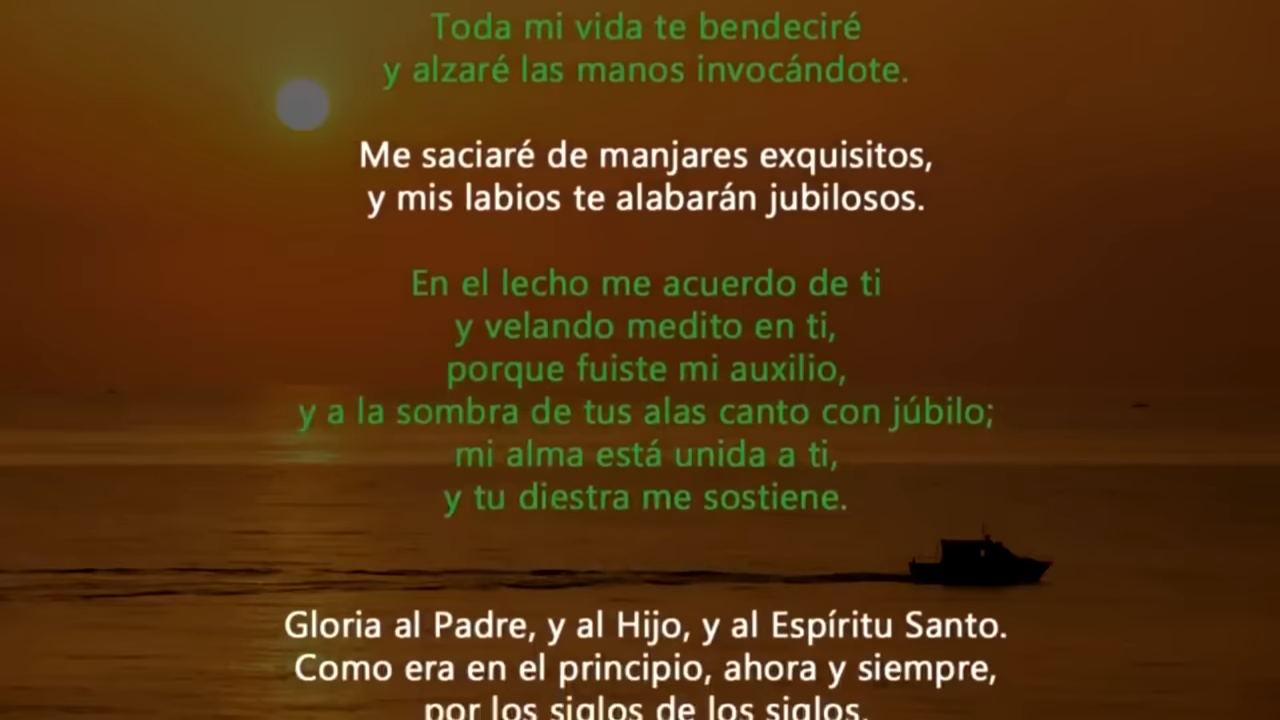 Toda mi vida te bendeciré
y alzaré las manos invocándote.
Me saciaré de manjares exquisitos,
y mis labios te alabarán jubilosos.
En el lecho me acuerdo de ti
y velando medito en ti,
porque fuiste mi auxilio,
y a la sombra de tus alas canto con júbilo;
mi alma está unida a ti,
y tu diestra me sostiene.
Gloria al Padre, y al Hijo, y al Espíritu Santo.
Como era en el principio, ahora y siempre,
por los siglos de los siglos.